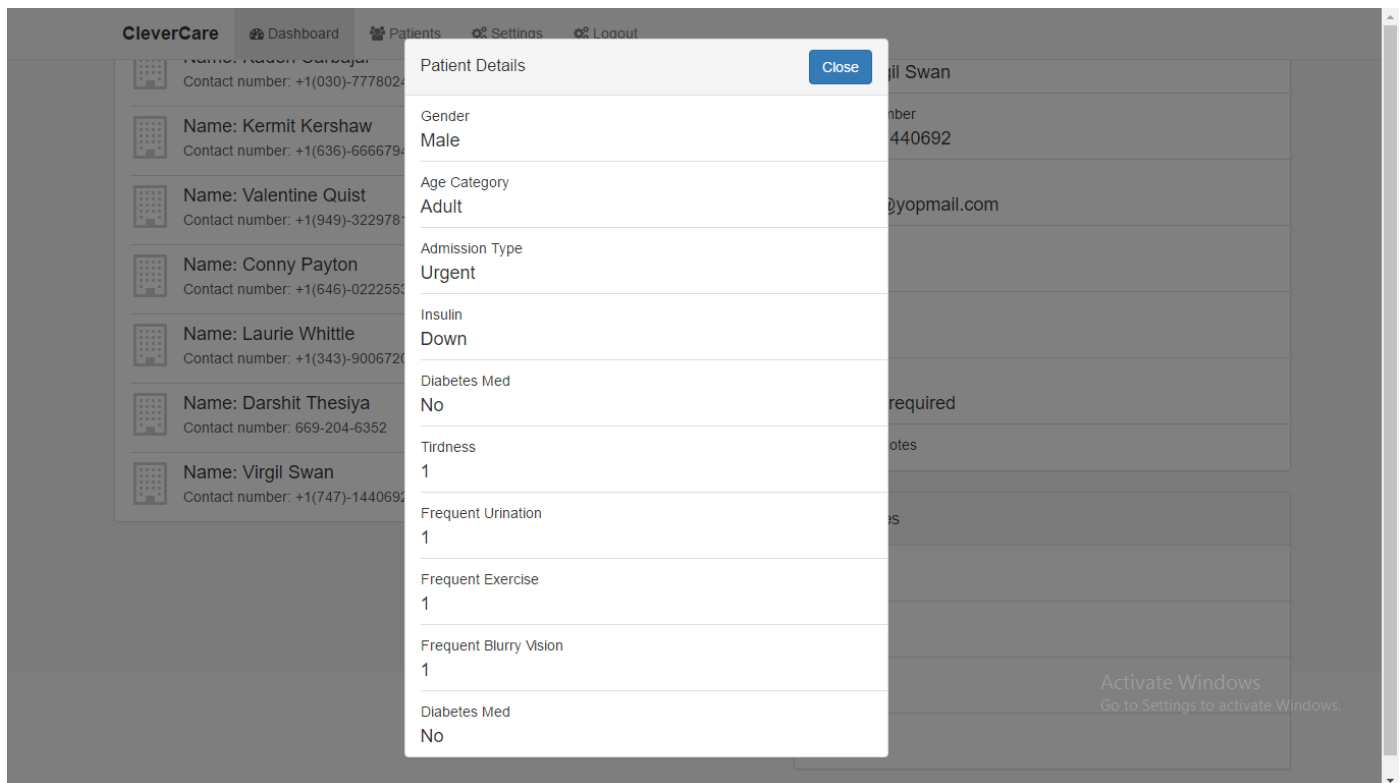 CleverCare Dashboard Patients Settings Logout
Contact number: +1(030)-7778024
Name: Kermit Kershaw
Contact number: +1(636)-6666794
Name: Valentine Quist
Contact number: +1(949)-322978
Name: Conny Payton
Contact number: +1(646)-0222553
Name: Laurie Whittle
Contact number: +1(343)-9006720
Name: Darshit Thesiya
Contact number: 669-204-6352
Name: Virgil Swan
Contact number: +1(747)-1440692
Patient Details
Close
Gender
Male
Age Category
Adult
Admission Type
Urgent
Insulin
Down
Diabetes Med
No
Tirdness
1
Frequent Urination
1
Frequent Exercise
1
Frequent Blurry Vision
1
Diabetes Med
No
gil Swan
nber
440692
@yopmail.com
required
otes
es
Activate Windows
Go to Settings to activate Windows.